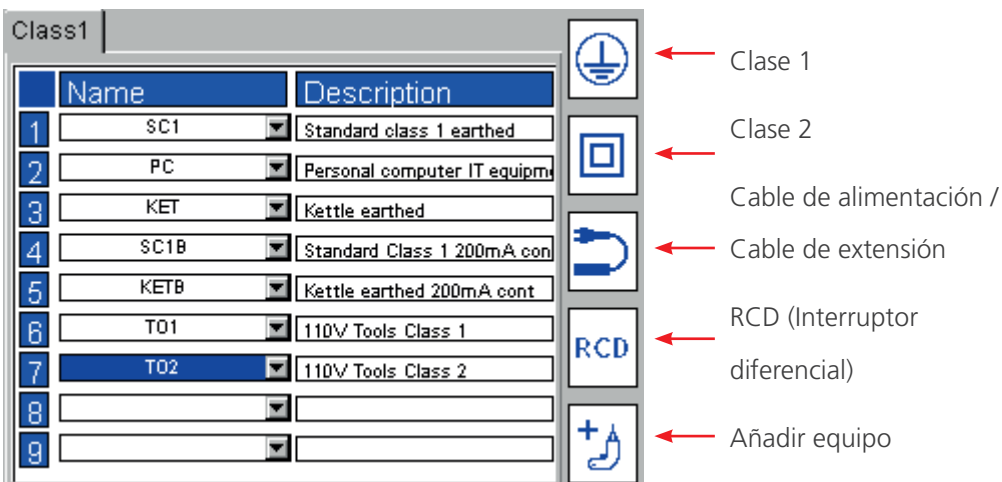 Class1
Name Description
1 SC1 Standard class 1 earthed
2 PC Personal computer IT equipm
3 KET Kettle earthed
4 SC1B Standard Class 1 200mA con
5 KETB Kettle earthed 200mA cont
6 TO1 110V Tools Class 1
7 TO2 110V Tools Class 2
8
9
RCD
+
Clase 1
Clase 2
Cable de alimentación /
Cable de extensión
RCD (Interruptor
diferencial)
Añadir equipo